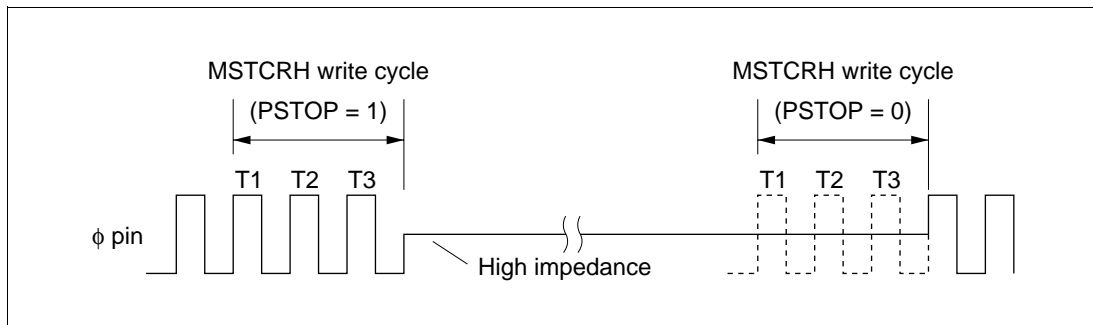 MSTCRH write cycle
(PSTOP = 1)
MSTCRH write cycle
(PSTOP = 0)
T1 T2 T3
T1 T2 T3
ϕ pin
High impedance